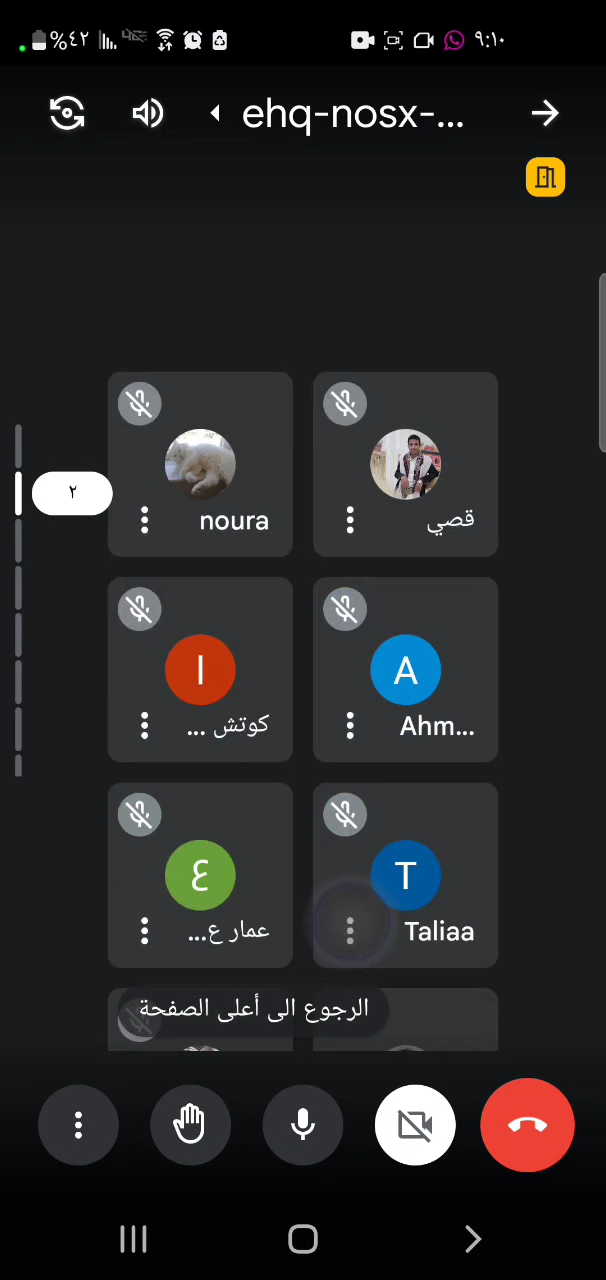 ٩:١٠
%٤٢
ehq-nosx-...
قصي
noura
٢
A
Ahm...
ا
كوتش ...
T
Taliaa
ع
عمار ع...
الرجوع الى أعلى الصفحة